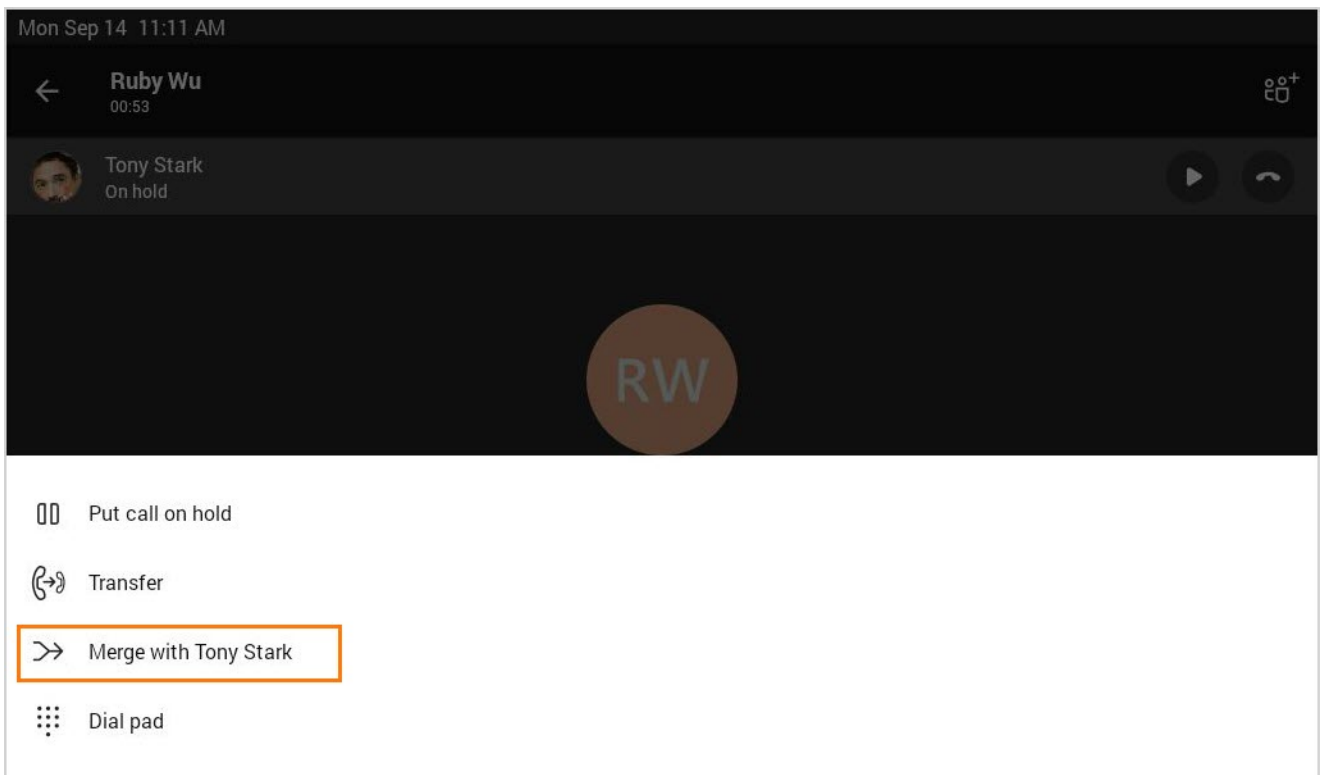 Mon Sep 14 11:11 AM
Ruby Wu
00:53
Tony Stark
On hold
RW
Put call on hold
Transfer
Merge with Tony Stark
Dial pad